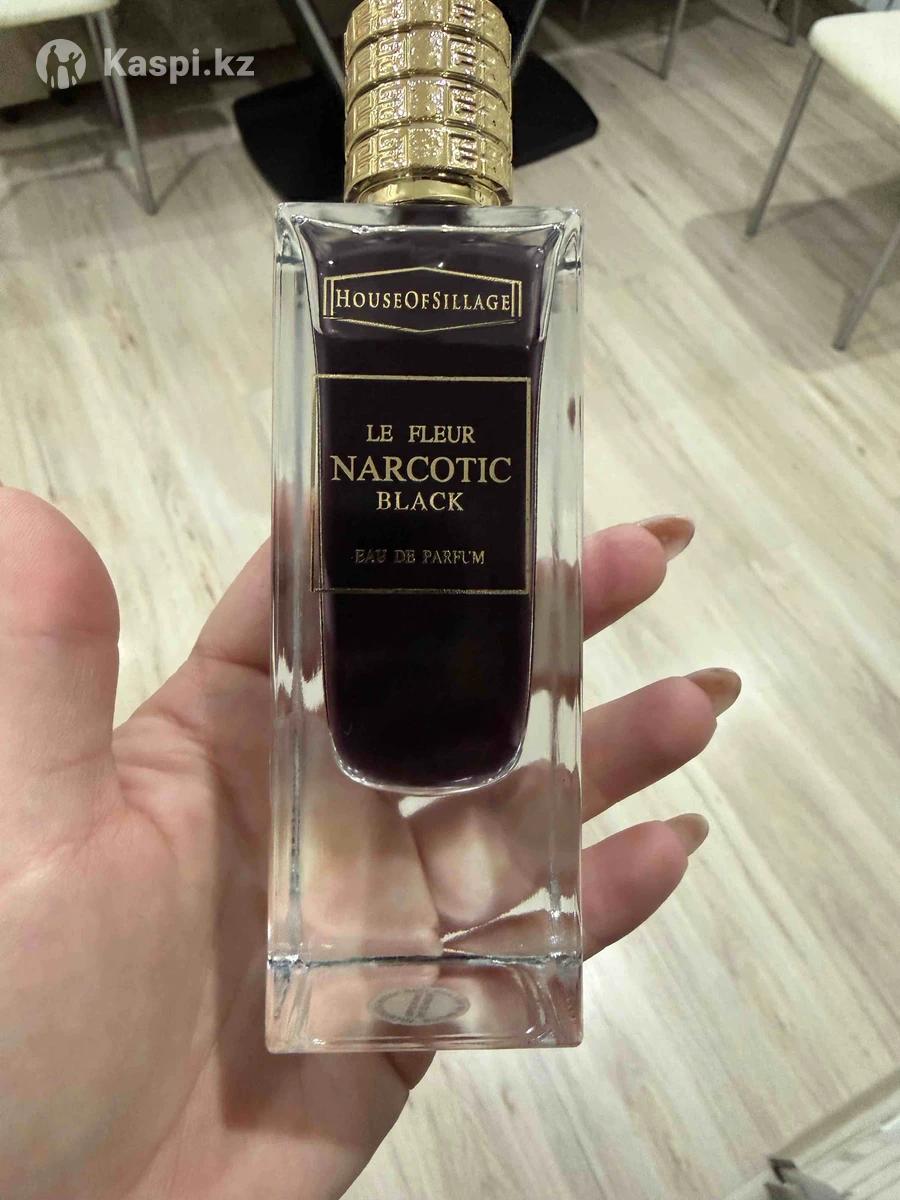 Kaspi.kz
HOUSEOFSILLAGE
LE FLEUR
NARCOTIC
BLACK
EAU DE PARFUM